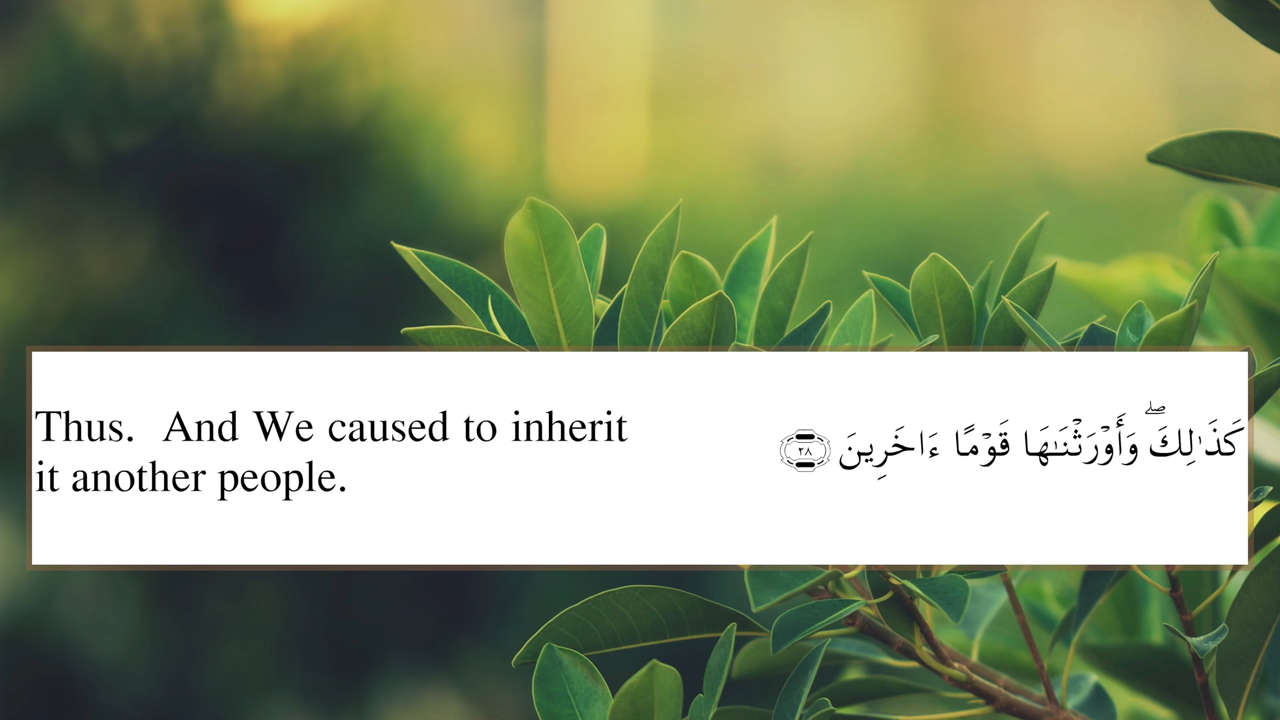 Thus.  And We caused to inherit
it another people.
كَذَٰلِكَ ۖ وَأَوْرَثْنَـٰهَا قَوْمًا ءَاخَرِينَ ٢٨